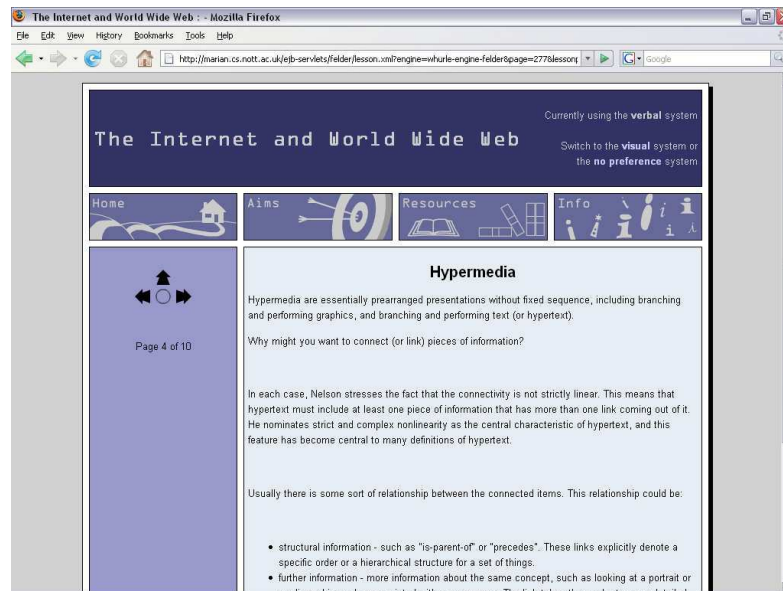 The Internet and World Wide Web : - Mozilla Firefox
File Edit View History Bookmarks Tools Help
http://marian.cs.nott.ac.uk/ejb-servlets/felder/lesson.xml?engine=whurle-engine-felder&page=277&lesson
G Google
Currently using the verbal system
The Internet and World Wide Web
Switch to the visual system or
the no preference system
Home Aims Resources Info
Hypermedia
Hypermedia are essentially prearranged presentations without fixed sequence, including branching
and performing graphics, and branching and performing text (or hypertext).
Page 4 of 10
Why might you want to connect (or link) pieces of information?
In each case, Nelson stresses the fact that the connectivity is not strictly linear. This means that
hypertext must include at least one piece of information that has more than one link coming out of it.
He nominates strict and complex nonlinearity as the central characteristic of hypertext, and this
feature has become central to many definitions of hypertext.
Usually there is some sort of relationship between the connected items. This relationship could be:
• structural information - such as "is-parent-of" or "precedes". These links explicitly denote a
specific order or a hierarchical structure for a set of things.
• further information - more information about the same concept, such as looking at a portrait or